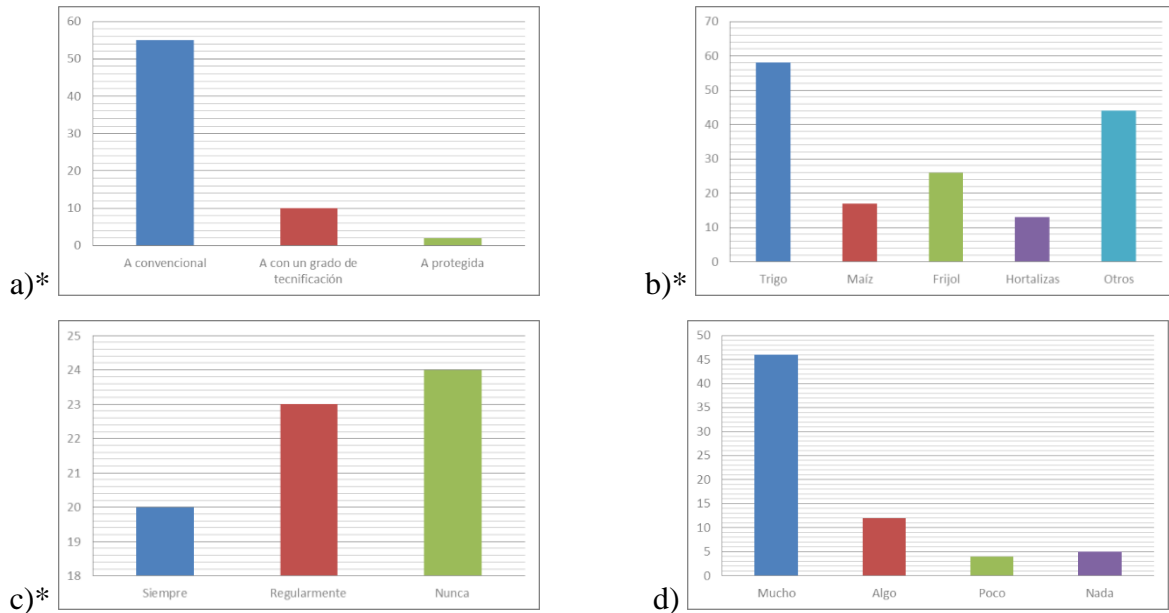 60
50
40
30
20
10
0
A convencional
A con un grado de
tecnificación
A protegida
a)*
70
60
50
40
30
20
10
0
Trigo
Maíz
Frijol
Hortalizas
Otros
b)*
25
24
23
22
21
20
19
18
Siempre
Regularmente
Nunca
c)*
50
45
40
35
30
25
20
15
10
5
0
Mucho
Algo
Poco
Nada
d)